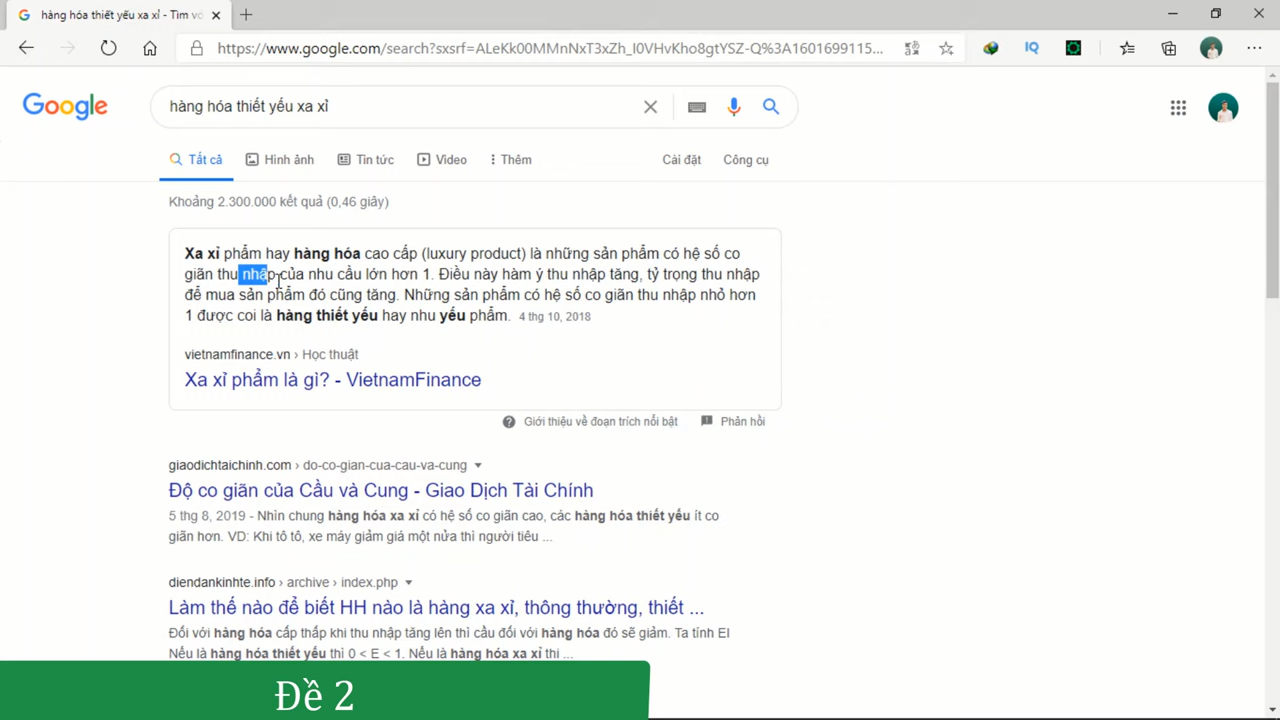 hàng hóa thiết yếu xa xỉ - Tìm vớ
https://www.google.com/search?sxsrf=ALeKk00MMnNxT3xZh_I0VHvKho8gtYSZ-Q%3A1601699115...
IQ
Google
hàng hóa thiết yếu xa xỉ
Tất cả Hình ảnh Tin tức Video Thêm Cài đặt Công cụ
Khoảng 2.300.000 kết quả (0,46 giây)
Xa xỉ phẩm hay hàng hóa cao cấp (luxury product) là những sản phẩm có hệ số co
giãn thu nhập của nhu cầu lớn hơn 1. Điều này hàm ý thu nhập tăng, tỷ trọng thu nhập
để mua sản phẩm đó cũng tăng. Những sản phẩm có hệ số co giãn thu nhập nhỏ hơn
1 được coi là hàng thiết yếu hay nhu yếu phẩm. 4 thg 10, 2018
vietnamfinance.vn › Học thuật
Xa xỉ phẩm là gì? - VietnamFinance
Giới thiệu về đoạn trích nổi bật Phản hồi
giaodichtaichinh.com › do-co-gian-cua-cau-va-cung
Độ co giãn của Cầu và Cung - Giao Dịch Tài Chính
5 thg 8, 2019 - Nhìn chung hàng hóa xa xỉ có hệ số co giãn cao, các hàng hóa thiết yếu ít co
giãn hơn. VD: Khi tô tô, xe máy giảm giá một nửa thì người tiêu ...
diendankinhte.info › archive › index.php
Làm thế nào để biết HH nào là hàng xa xỉ, thông thường, thiết ...
Đối với hàng hóa cấp thấp khi thu nhập tăng lên thì cầu đối với hàng hóa đó sẽ giảm. Ta tính EI
Nếu là hàng hóa thiết yếu thì 0 < E < 1. Nếu là hàng hóa xa xỉ thì ...
Đề 2